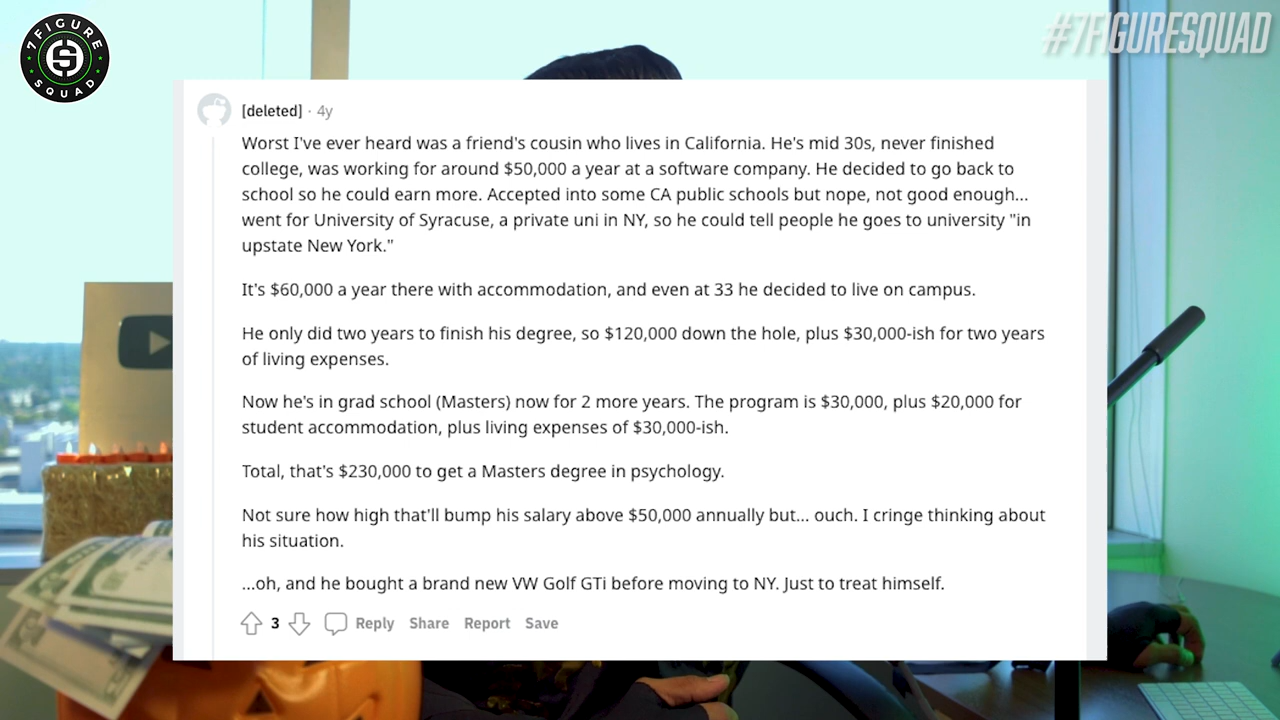 7FIGURE
SQUAD
#7FIGURESQUAD
[deleted] · 4y
Worst I've ever heard was a friend's cousin who lives in California. He's mid 30s, never finished
college, was working for around $50,000 a year at a software company. He decided to go back to
school so he could earn more. Accepted into some CA public schools but nope, not good enough...
went for University of Syracuse, a private uni in NY, so he could tell people he goes to university "in
upstate New York."
It's $60,000 a year there with accommodation, and even at 33 he decided to live on campus.
He only did two years to finish his degree, so $120,000 down the hole, plus $30,000-ish for two years
of living expenses.
Now he's in grad school (Masters) now for 2 more years. The program is $30,000, plus $20,000 for
student accommodation, plus living expenses of $30,000-ish.
Total, that's $230,000 to get a Masters degree in psychology.
Not sure how high that'll bump his salary above $50,000 annually but... ouch. I cringe thinking about
his situation.
...oh, and he bought a brand new VW Golf GTi before moving to NY. Just to treat himself.
3 Reply Share Report Save